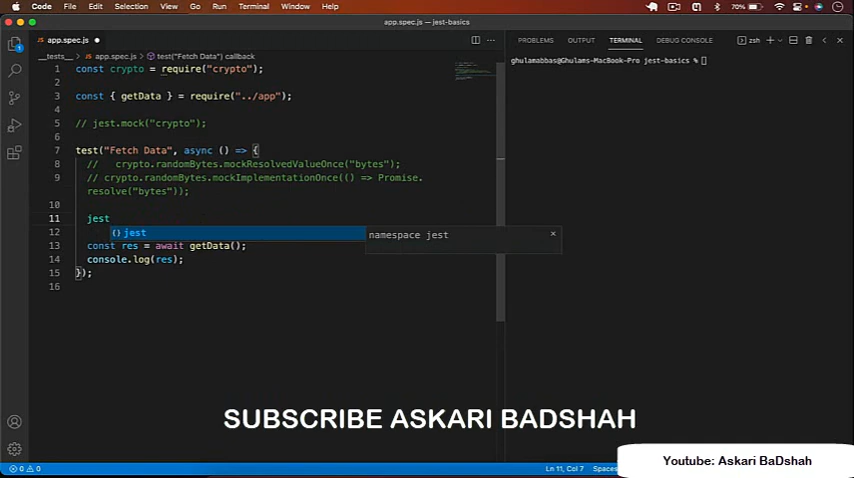 Code File Edit Selection View Go Run Terminal Window Help 70%
app.spec.js — jest-basics
app.spec.js
PROBLEMS OUTPUT TERMINAL DEBUG CONSOLE zsh
__tests__ > app.spec.js > test("Fetch Data") callback
ghulamabbas@Ghulams-MacBook-Pro jest-basics %
1 const crypto = require("crypto");
2
3 const { getData } = require("../app");
4
5 // jest.mock("crypto");
6
7 test("Fetch Data", async () => {
8 // crypto.randomBytes.mockResolvedValueOnce("bytes");
9 // crypto.randomBytes.mockImplementationOnce(() => Promise.
resolve("bytes"));
10
11 jest
12 {} jest namespace jest
13 const res = await getData();
14 console.log(res);
15 });
16
SUBSCRIBE ASKARI BADSHAH
Youtube: Askari BaDshah
0 0 Ln 11, Col 7 Spaces